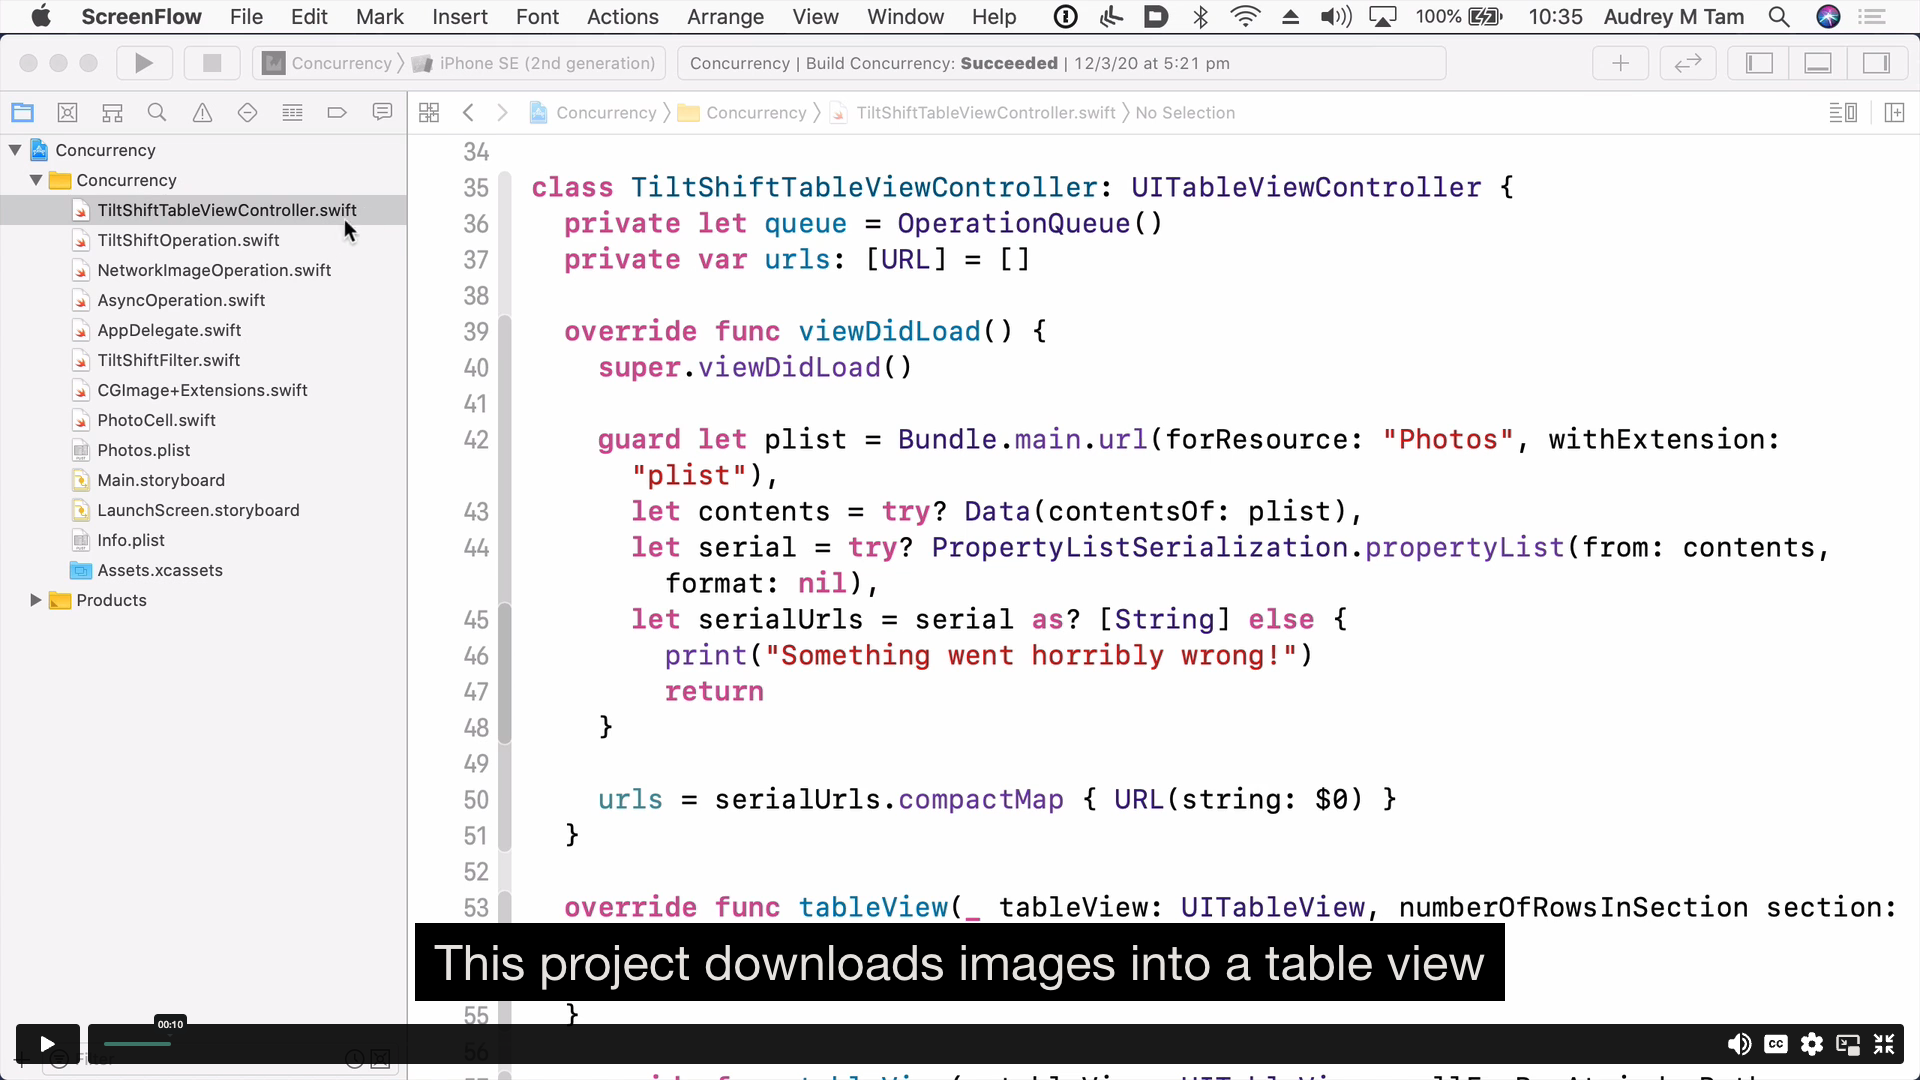 ScreenFlow File Edit Mark Insert Font Actions Arrange View Window Help 100% 10:35 Audrey M Tam
Concurrency iPhone SE (2nd generation) Concurrency | Build Concurrency: Succeeded | 12/3/20 at 5:21 pm
Concurrency Concurrency TiltShiftTableViewController.swift No Selection
Concurrency
Concurrency
TiltShiftTableViewController.swift
TiltShiftOperation.swift
NetworkImageOperation.swift
AsyncOperation.swift
AppDelegate.swift
TiltShiftFilter.swift
CGImage+Extensions.swift
PhotoCell.swift
Photos.plist
Main.storyboard
LaunchScreen.storyboard
Info.plist
Assets.xcassets
Products
34
35 class TiltShiftTableViewController: UITableViewController {
36 private let queue = OperationQueue()
37 private var urls: [URL] = []
38
39 override func viewDidLoad() {
40 super.viewDidLoad()
41
42 guard let plist = Bundle.main.url(forResource: "Photos", withExtension:
"plist"),
43 let contents = try? Data(contentsOf: plist),
44 let serial = try? PropertyListSerialization.propertyList(from: contents,
format: nil),
45 let serialUrls = serial as? [String] else {
46 print("Something went horribly wrong!")
47 return
48 }
49
50 urls = serialUrls.compactMap { URL(string: $0) }
51 }
52
53 override func tableView(_ tableView: UITableView, numberOfRowsInSection section:
This project downloads images into a table view
55 }
00:10
56
Filter
CC